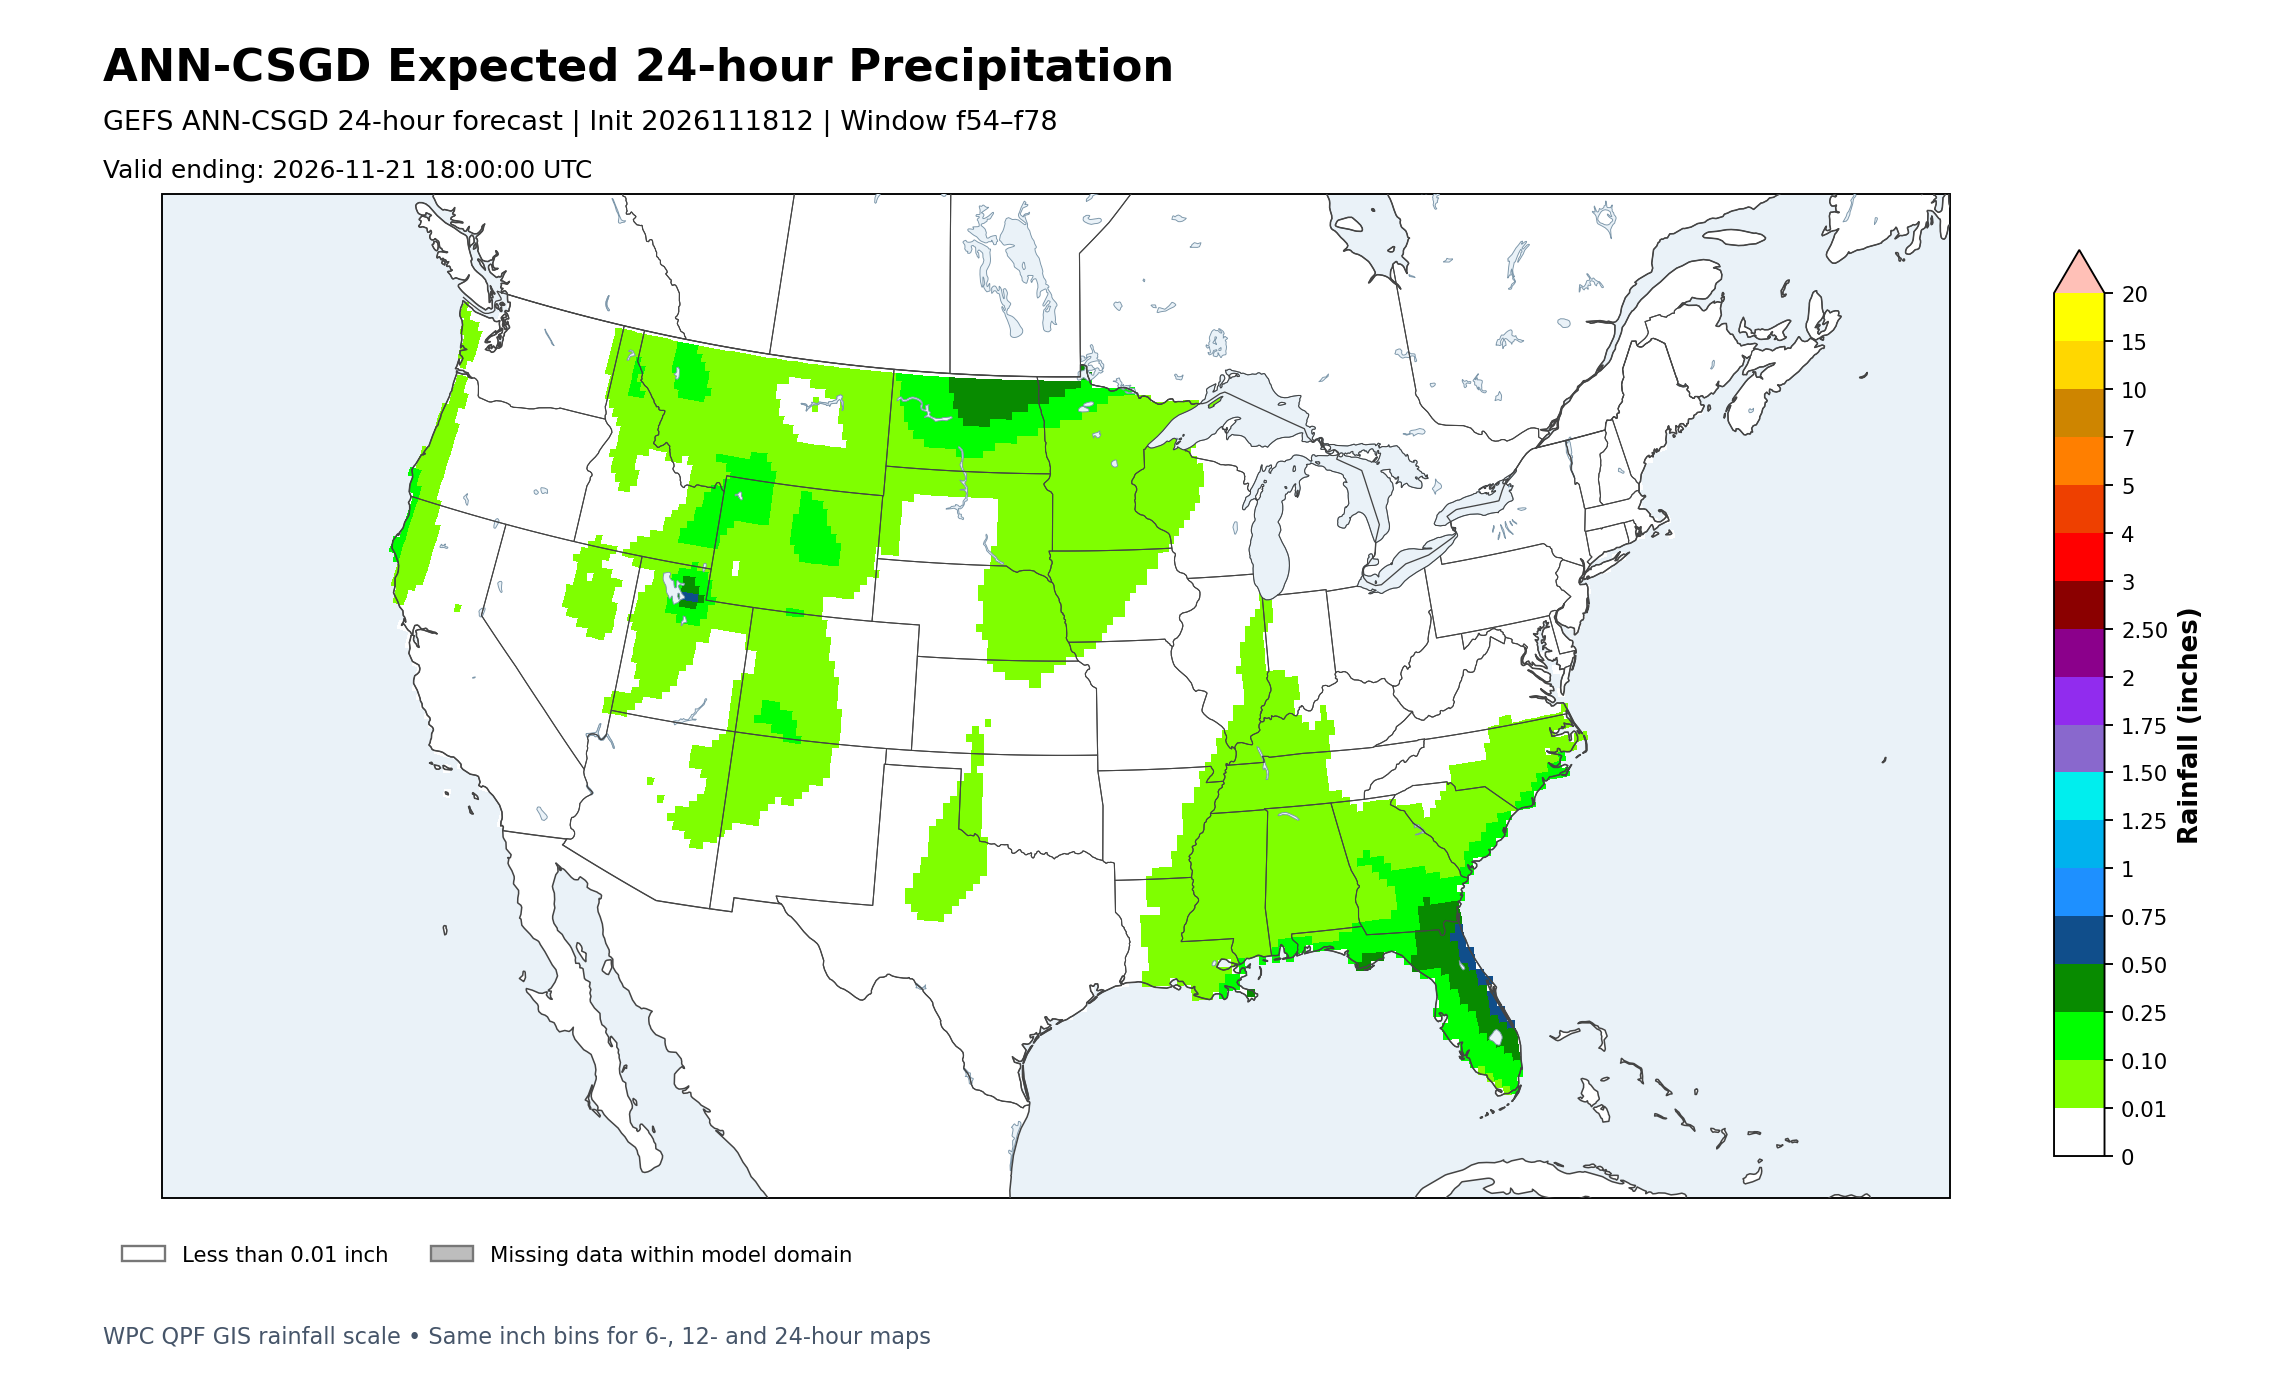 ANN-CSGD Expected 24-hour Precipitation
GEFS ANN-CSGD 24-hour forecast | Init 2026111812 | Window f54–f78
Valid ending: 2026-11-21 18:00:00 UTC
20
15
10
7
5
4
3
2.50
2
1.75
1.50
1.25
1
0.75
0.50
0.25
0.10
0.01
0
Rainfall (inches)
Less than 0.01 inch
Missing data within model domain
WPC QPF GIS rainfall scale • Same inch bins for 6-, 12- and 24-hour maps